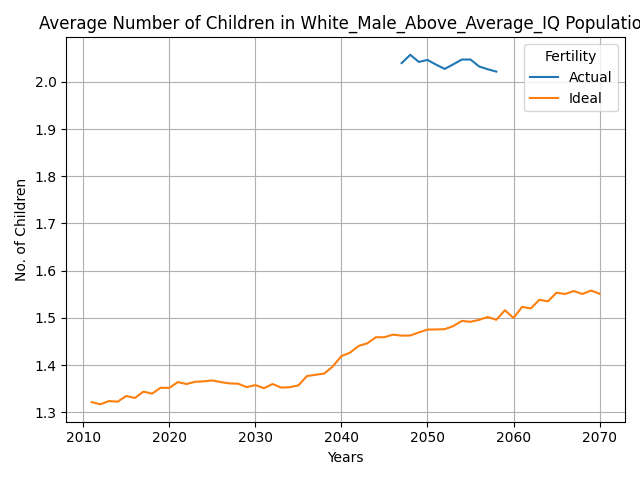 Average Number of Children in White_Male_Above_Average_IQ Populatio
Fertility
Actual
Ideal
No. of Children
2.0
1.9
1.8
1.7
1.6
1.5
1.4
1.3
2010 2020 2030 2040 2050 2060 2070
Years